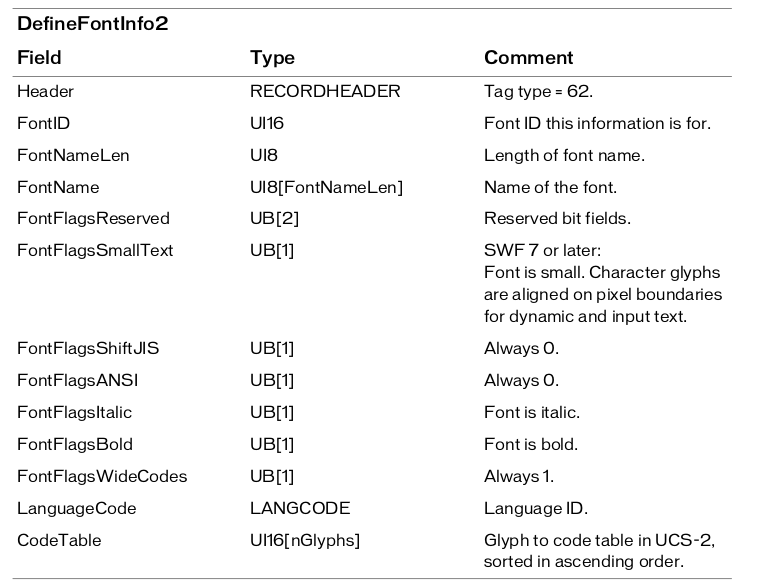 DefineFontInfo2
Field Type Comment
Header RECORDHEADER Tag type = 62.
FontID UI16 Font ID this information is for.
FontNameLen UI8 Length of font name.
FontName UI8[FontNameLen] Name of the font.
FontFlagsReserved UB[2] Reserved bit fields.
FontFlagsSmallText UB[1] SWF 7 or later:
Font is small. Character glyphs
are aligned on pixel boundaries
for dynamic and input text.
FontFlagsShiftJIS UB[1] Always 0.
FontFlagsANSI UB[1] Always 0.
FontFlagsItalic UB[1] Font is italic.
FontFlagsBold UB[1] Font is bold.
FontFlagsWideCodes UB[1] Always 1.
LanguageCode LANGCODE Language ID.
CodeTable UI16[nGlyphs] Glyph to code table in UCS-2,
sorted in ascending order.